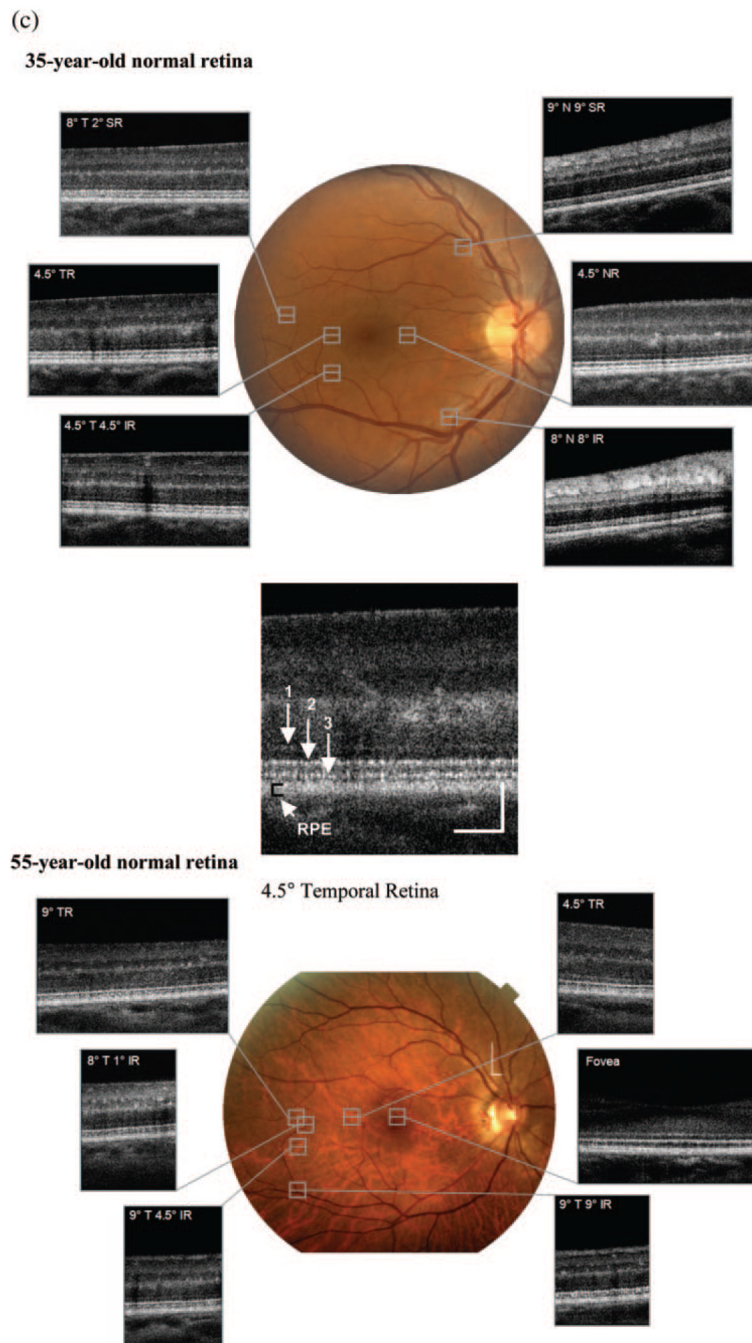 (c)
35-year-old normal retina
8° T 2° SR
9° N 9° SR
4.5° TR
4.5° NR
4.5° T 4.5° IR
8° N 8° IR
1
2
3
RPE
55-year-old normal retina
4.5° Temporal Retina
9° TR
4.5° TR
8° T 1° IR
Fovea
9° T 4.5° IR
9° T 9° IR